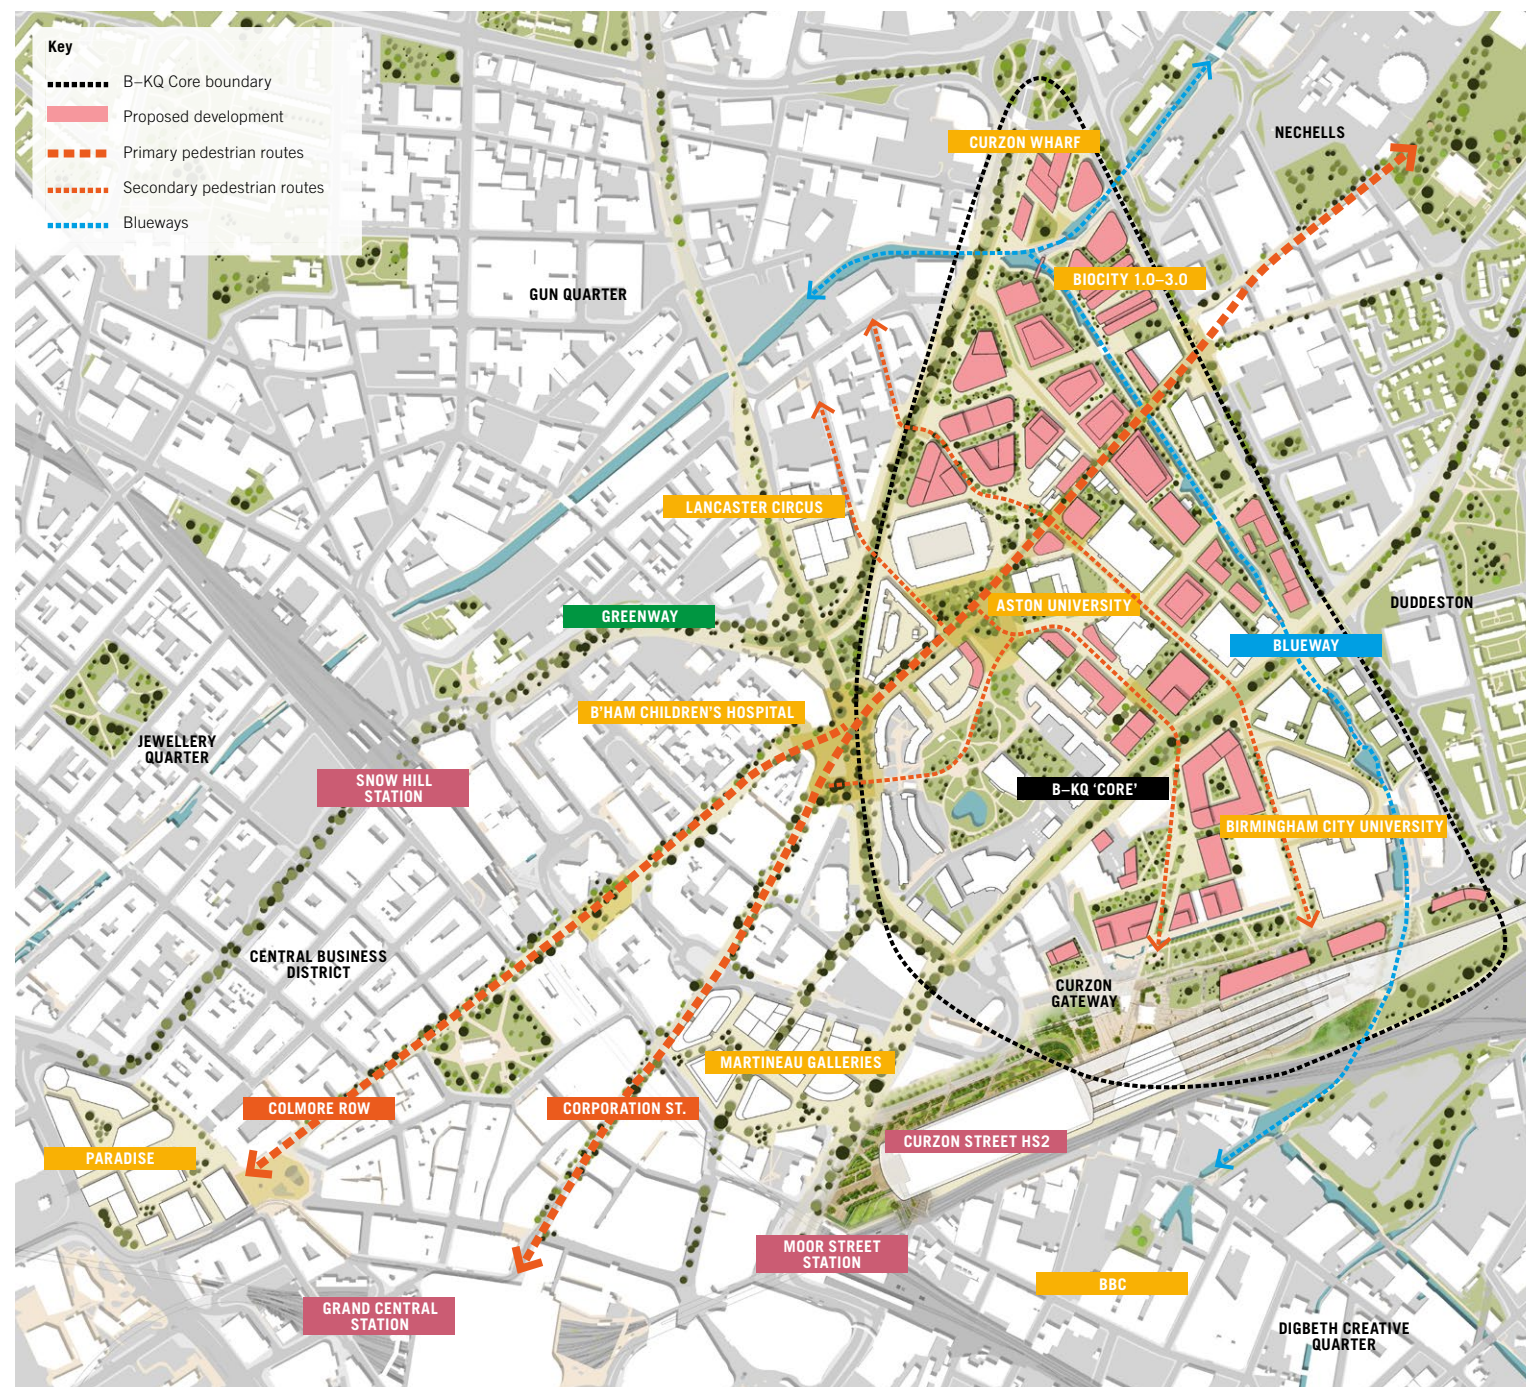 Key
B–KQ Core boundary
Proposed development
Primary pedestrian routes
Secondary pedestrian routes
Blueways
CURZON WHARF
NECHELLS
BIOCITY 1.0–3.0
GUN QUARTER
LANCASTER CIRCUS
ASTON UNIVERSITY
DUDDESTON
GREENWAY
BLUEWAY
B'HAM CHILDREN'S HOSPITAL
JEWELLERY
QUARTER
SNOW HILL
STATION
B–KQ ‘CORE’
BIRMINGHAM CITY UNIVERSITY
CENTRAL BUSINESS
DISTRICT
CURZON
GATEWAY
MARTINEAU GALLERIES
COLMORE ROW
CORPORATION ST.
CURZON STREET HS2
PARADISE
MOOR STREET
STATION
BBC
GRAND CENTRAL
STATION
DIGBETH CREATIVE
QUARTER